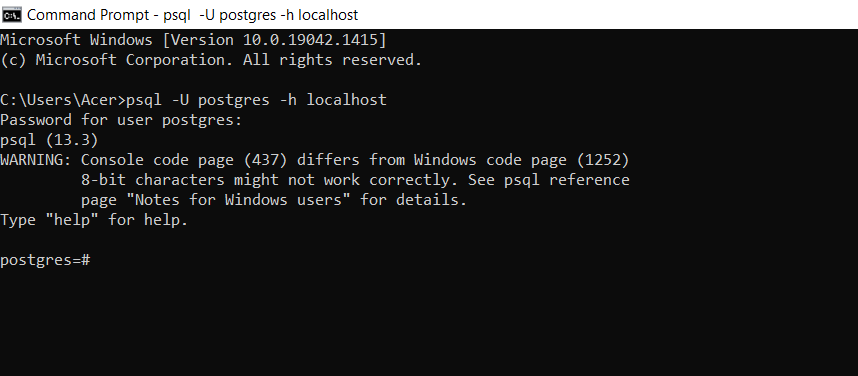 Command Prompt - psql  -U postgres -h localhost
Microsoft Windows [Version 10.0.19042.1415]
(c) Microsoft Corporation. All rights reserved.
C:\Users\Acer>psql -U postgres -h localhost
Password for user postgres:
psql (13.3)
WARNING: Console code page (437) differs from Windows code page (1252)
         8-bit characters might not work correctly. See psql reference
         page "Notes for Windows users" for details.
Type "help" for help.
postgres=#